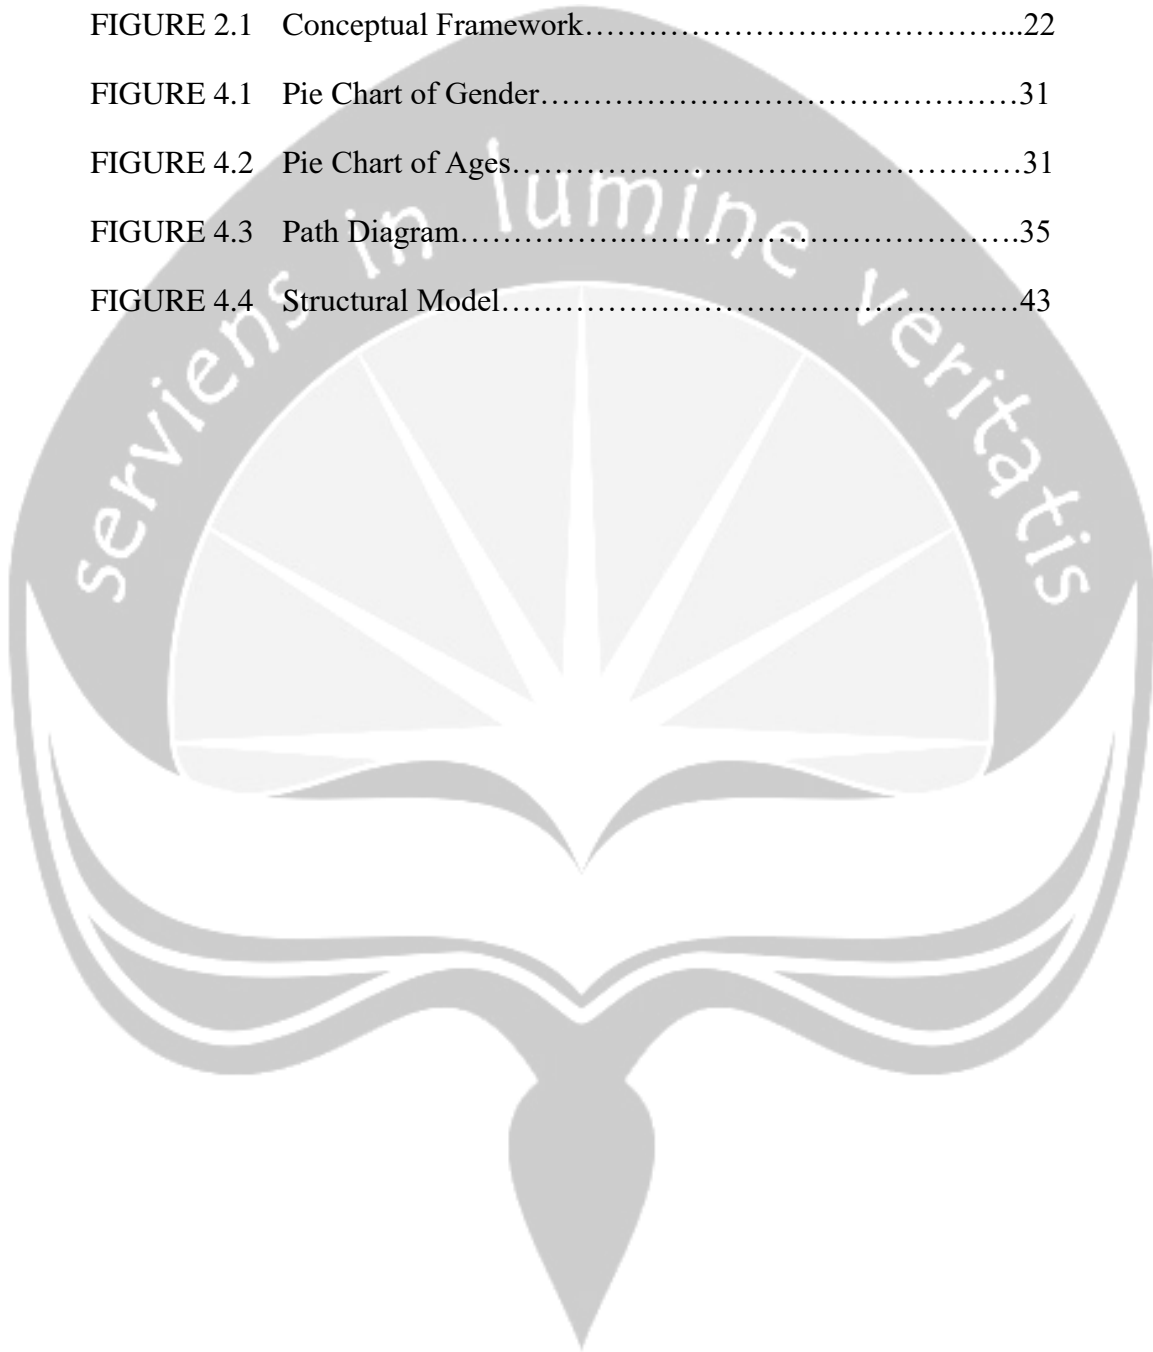 FIGURE 2.1 Conceptual Framework…………………………………...22
FIGURE 4.1 Pie Chart of Gender………………………………………31
FIGURE 4.2 Pie Chart of Ages…………………………………………31
FIGURE 4.3 Path Diagram…………….……………………………….35
FIGURE 4.4 Structural Model……………………………………….…43
serviens in lumine veritatis